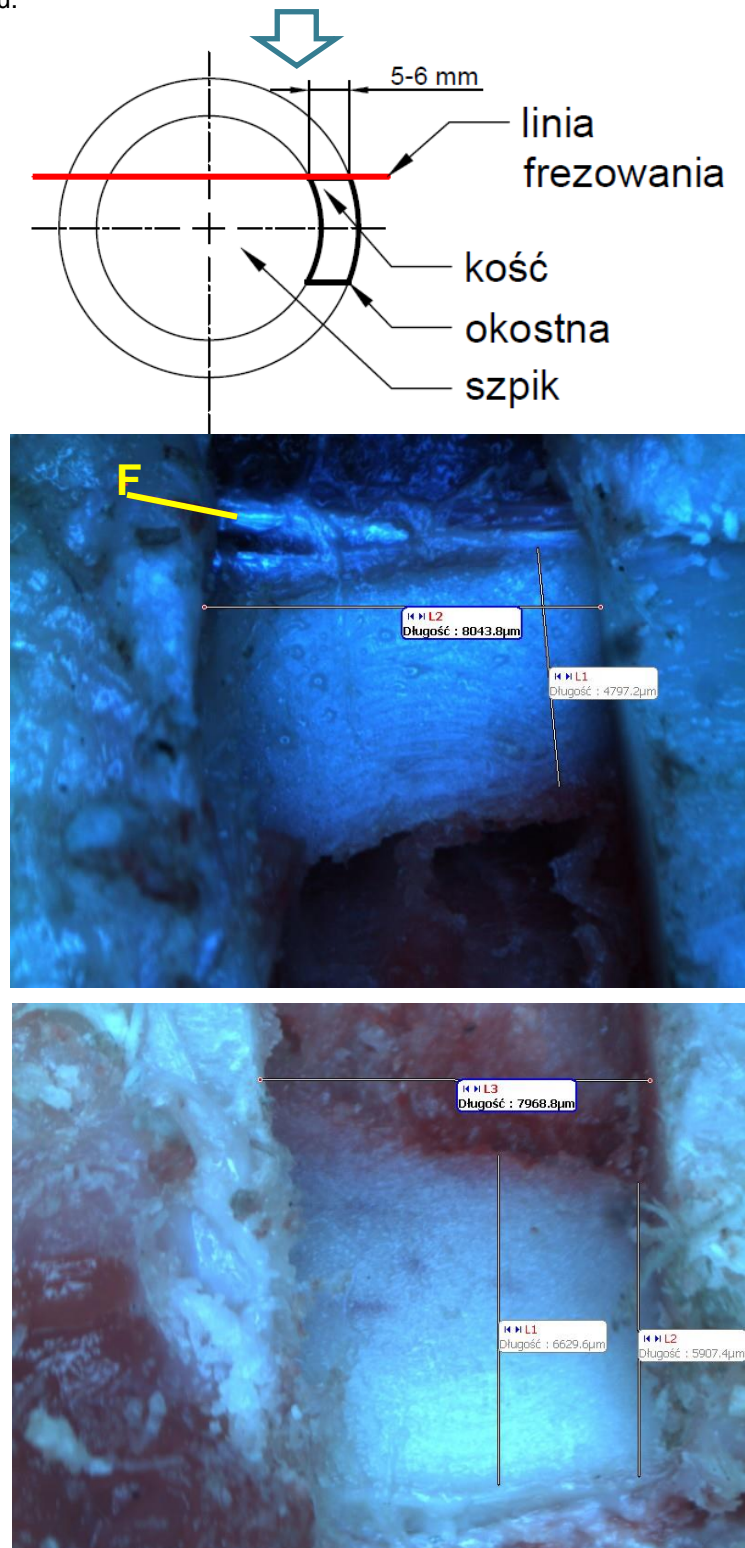 u.
5-6 mm
linia
frezowania
kość
okostna
szpik
F
L2
Długość : 8043.8µm
L1
Długość : 4797.2µm
L3
Długość : 7968.8µm
L1
Długość : 6629.6µm
L2
Długość : 5907.4µm